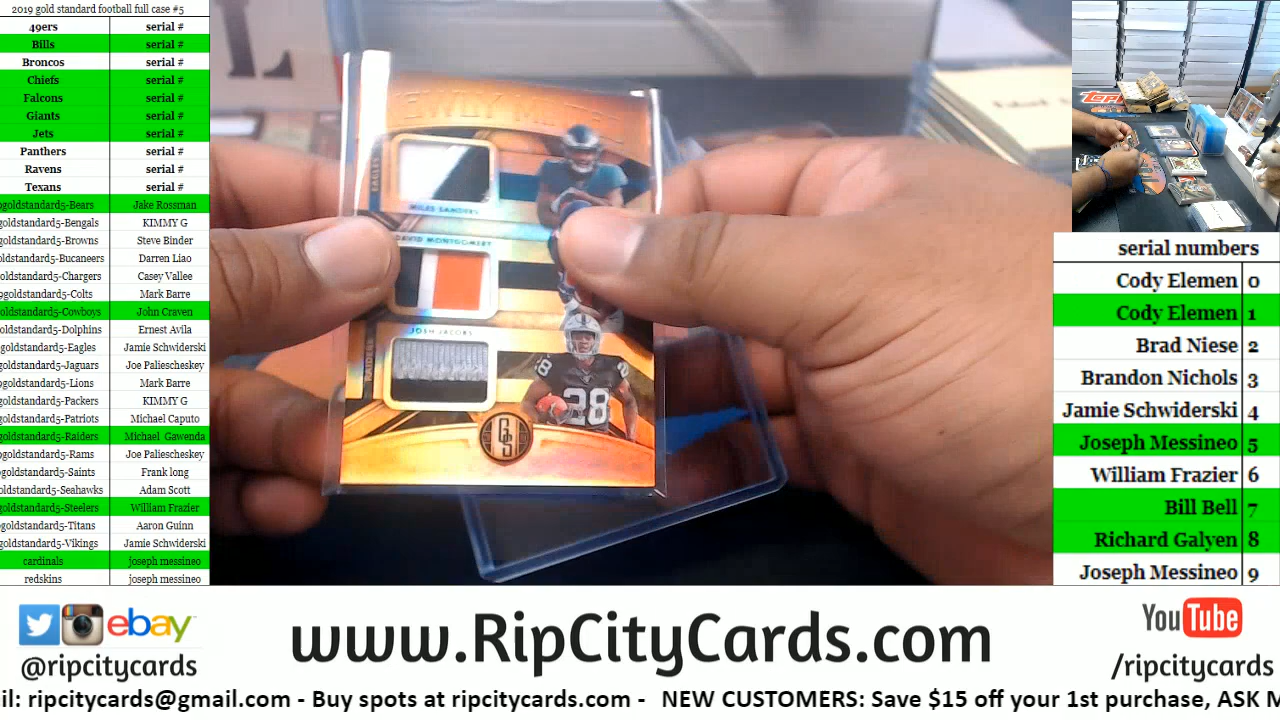 2019 gold standard football full case #5
49ers serial #
Bills serial #
Broncos serial #
Chiefs serial #
Falcons serial #
Giants serial #
Jets serial #
Panthers serial #
Ravens serial #
Texans serial #
goldstandard5-Bears Jake Rossman
goldstandard5-Bengals KIMMY G
goldstandard5-Browns Steve Binder
goldstandard5-Bucaneers Darren Liao
goldstandard5-Chargers Casey Vallee
9goldstandard5-Colts Mark Barre
goldstandard5-Cowboys John Craven
goldstandard5-Dolphins Ernest Avila
goldstandard5-Eagles Jamie Schwiderski
goldstandard5-Jaguars Joe Paliescheskey
9goldstandard5-Lions Mark Barre
goldstandard5-Packers KIMMY G
goldstandard5-Patriots Michael Caputo
goldstandard5-Raiders Michael Gawenda
goldstandard5-Rams Joe Paliescheskey
goldstandard5-Saints Frank long
goldstandard5-Seahawks Adam Scott
goldstandard5-Steelers William Frazier
goldstandard5-Titans Aaron Guinn
goldstandard5-Vikings Jamie Schwiderski
cardinals joseph messineo
redskins joseph messineo
EAGLES
MILES SANDERS
DAVID MONTGOMERY
JOSH JACOBS
RAIDERS
28
GS
serial numbers
Cody Elemen 0
Cody Elemen 1
Brad Niese 2
Brandon Nichols 3
Jamie Schwiderski 4
Joseph Messineo 5
William Frazier 6
Bill Bell 7
Richard Galyen 8
Joseph Messineo 9
ebay
@ripcitycards
www.RipCityCards.com
YouTube
/ripcitycards
il: ripcitycards@gmail.com - Buy spots at ripcitycards.com - NEW CUSTOMERS: Save $15 off your 1st purchase, ASK M